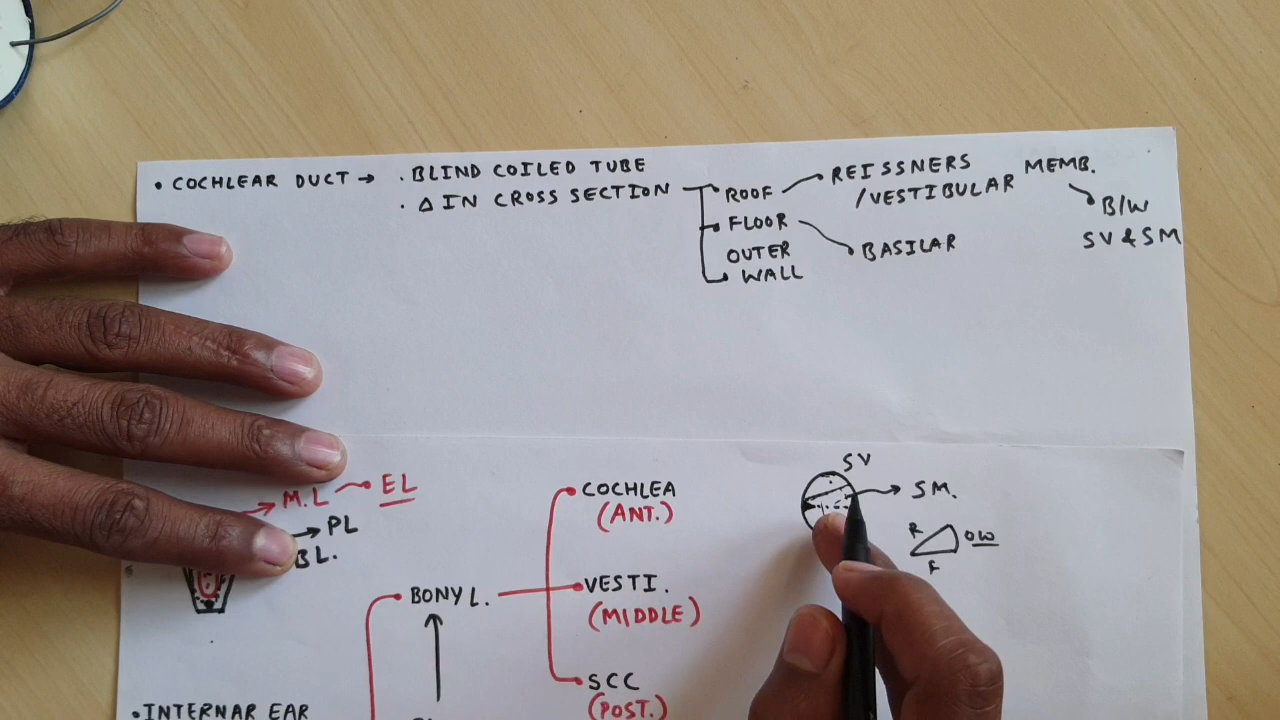 • COCHLEAR DUCT → . BLIND COILED TUBE
. Δ IN CROSS SECTION
ROOF
REISSNERS MEMB.
/VESTIBULAR
B/W
SV & SM
FLOOR
BASILAR
OUTER
WALL
M.L
EL
PL
BL.
BONY L.
COCHLEA
(ANT.)
VESTI.
(MIDDLE)
SCC
(POST.)
SV
SM.
R
OW
F
• INTERNAR EAR